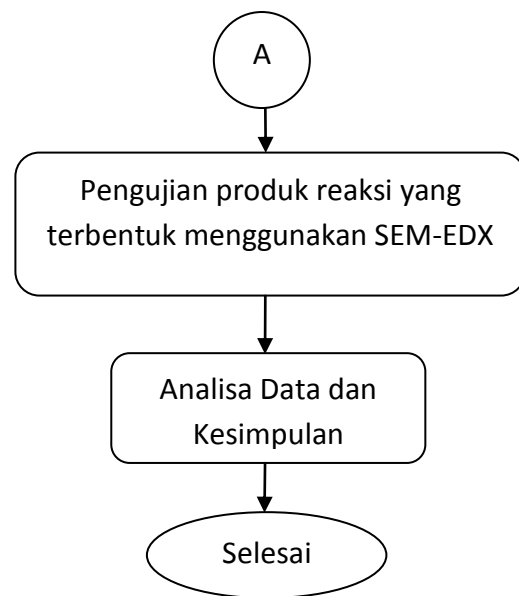 A
Pengujian produk reaksi yang
terbentuk menggunakan SEM-EDX
Analisa Data dan
Kesimpulan
Selesai